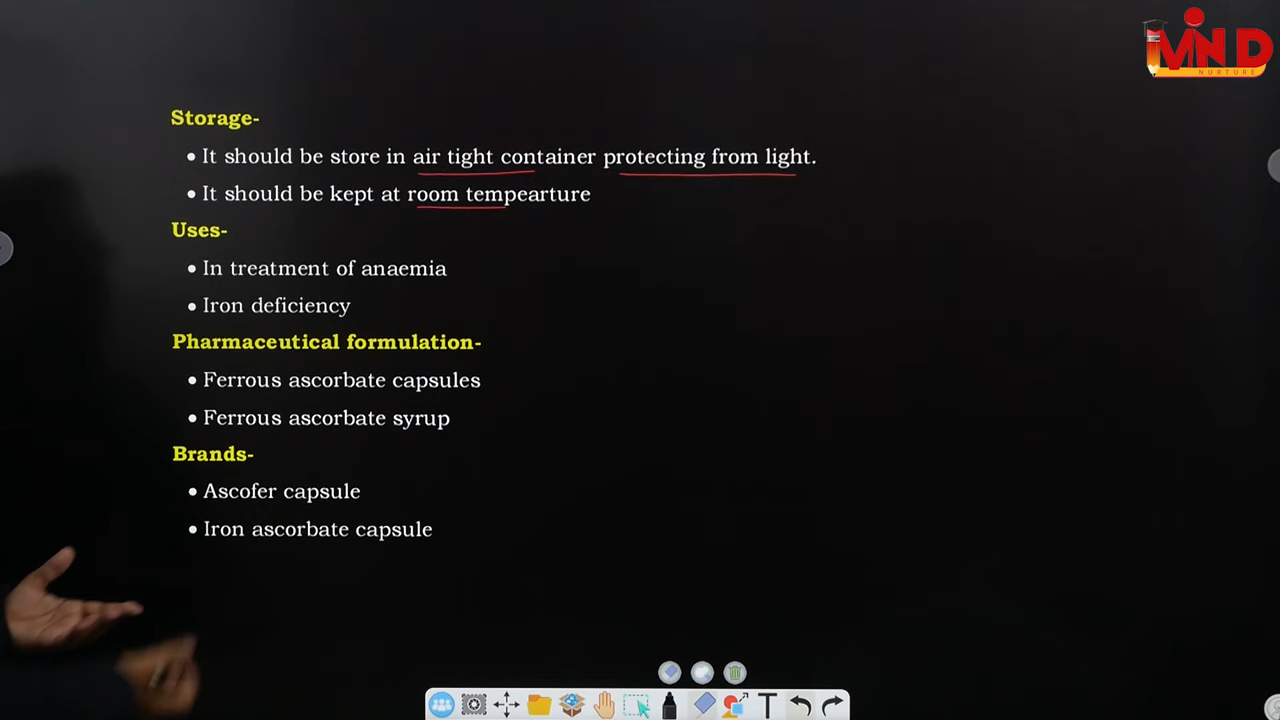 MIND
NURTURE
Storage-
• It should be store in air tight container protecting from light.
• It should be kept at room tempearture
Uses-
• In treatment of anaemia
• Iron deficiency
Pharmaceutical formulation-
• Ferrous ascorbate capsules
• Ferrous ascorbate syrup
Brands-
• Ascofer capsule
• Iron ascorbate capsule
T